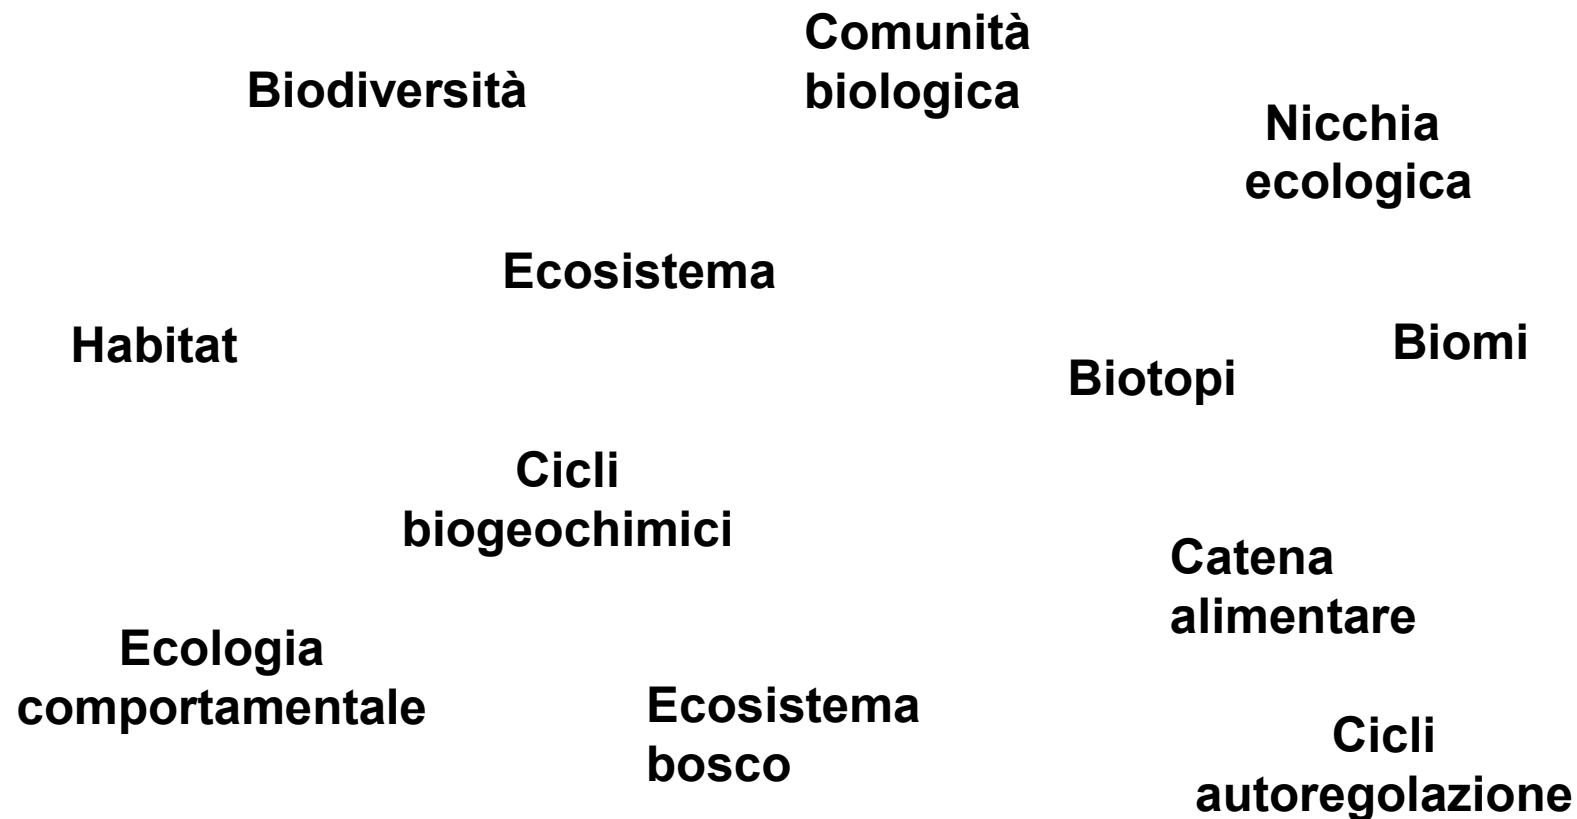 Comunità
biologica
Biodiversità
Nicchia
ecologica
Ecosistema
Habitat
Biomi
Biotopi
Cicli
biogeochimici
Catena
alimentare
Ecologia
comportamentale
Ecosistema
bosco
Cicli
autoregolazione